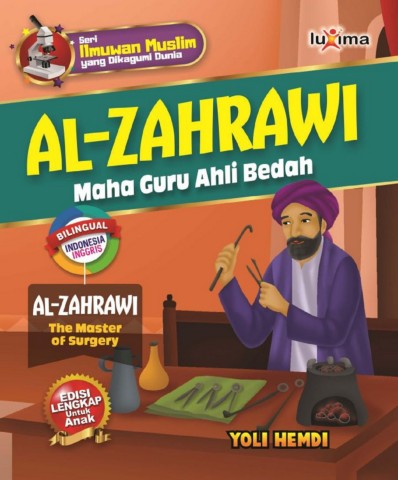 Seri
Ilmuwan Muslim
yang Dikagumi Dunia
luxima
AL-ZAHRAWI
Maha Guru Ahli Bedah
BILINGUAL
INDONESIA
INGGRIS
AL-ZAHRAWI
The Master
of Surgery
EDISI
LENGKAP
Untuk
Anak
YOLI HEMDI